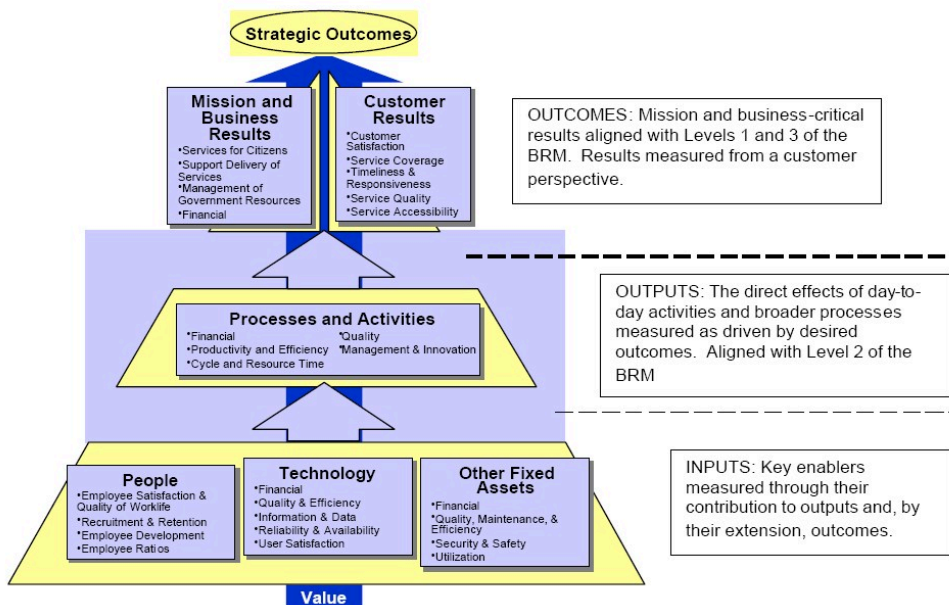 Strategic Outcomes
Mission and
Business
Results
•Services for Citizens
•Support Delivery of
Services
•Management of
Government Resources
•Financial
Customer
Results
•Customer
Satisfaction
•Service Coverage
•Timeliness &
Responsiveness
•Service Quality
•Service Accessibility
OUTCOMES: Mission and business-critical
results aligned with Levels 1 and 3 of the
BRM. Results measured from a customer
perspective.
Processes and Activities
•Financial
•Productivity and Efficiency
•Cycle and Resource Time
•Quality
•Management & Innovation
OUTPUTS: The direct effects of day-to-
day activities and broader processes
measured as driven by desired
outcomes. Aligned with Level 2 of the
BRM
People
•Employee Satisfaction &
Quality of Worklife
•Recruitment & Retention
•Employee Development
•Employee Ratios
Technology
•Financial
•Quality & Efficiency
•Information & Data
•Reliability & Availability
•User Satisfaction
Other Fixed
Assets
•Financial
•Quality, Maintenance, &
Efficiency
•Security & Safety
•Utilization
INPUTS: Key enablers
measured through their
contribution to outputs and, by
their extension, outcomes.
Value